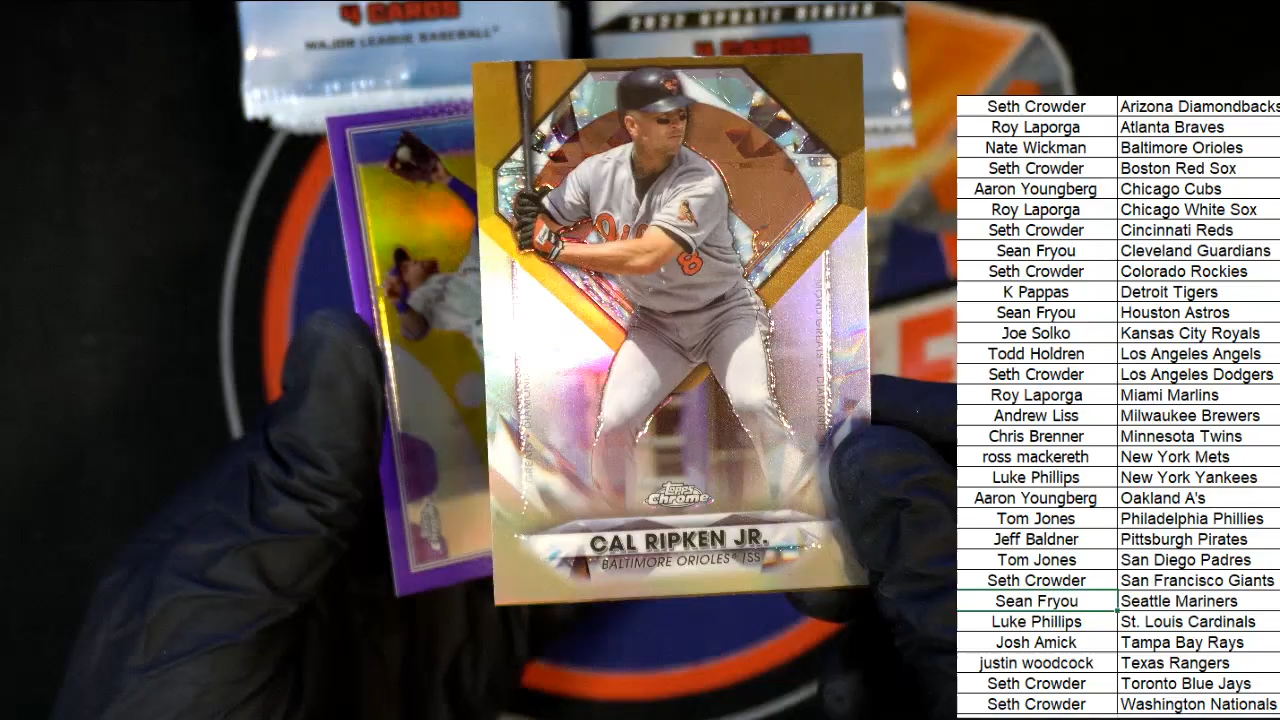 4 CARDS
MAJOR LEAGUE BASEBALL
2022 UPDATE SERIES
4 CARDS
8
Topps
Chrome
CAL RIPKEN JR.
BALTIMORE ORIOLES® / SS
Seth Crowder Arizona Diamondbacks
Roy Laporga Atlanta Braves
Nate Wickman Baltimore Orioles
Seth Crowder Boston Red Sox
Aaron Youngberg Chicago Cubs
Roy Laporga Chicago White Sox
Seth Crowder Cincinnati Reds
Sean Fryou Cleveland Guardians
Seth Crowder Colorado Rockies
K Pappas Detroit Tigers
Sean Fryou Houston Astros
Joe Solko Kansas City Royals
Todd Holdren Los Angeles Angels
Seth Crowder Los Angeles Dodgers
Roy Laporga Miami Marlins
Andrew Liss Milwaukee Brewers
Chris Brenner Minnesota Twins
ross mackereth New York Mets
Luke Phillips New York Yankees
Aaron Youngberg Oakland A's
Tom Jones Philadelphia Phillies
Jeff Baldner Pittsburgh Pirates
Tom Jones San Diego Padres
Seth Crowder San Francisco Giants
Sean Fryou Seattle Mariners
Luke Phillips St. Louis Cardinals
Josh Amick Tampa Bay Rays
justin woodcock Texas Rangers
Seth Crowder Toronto Blue Jays
Seth Crowder Washington Nationals